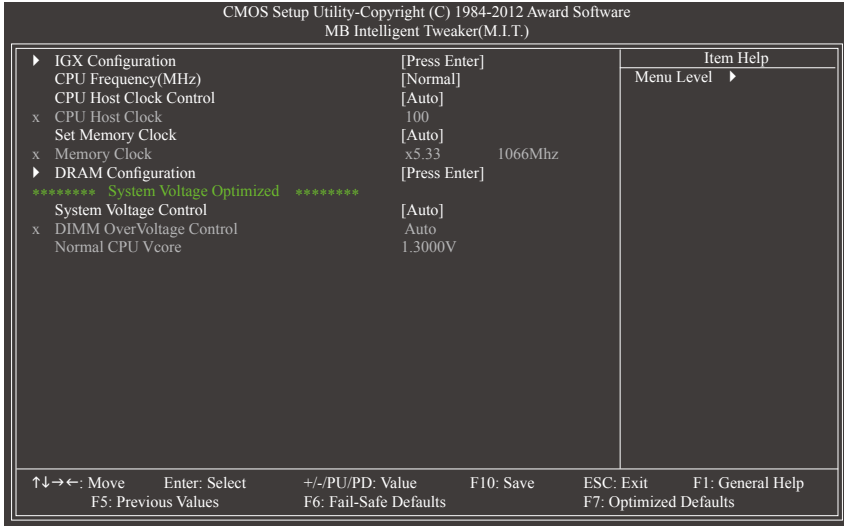 CMOS Setup Utility-Copyright (C) 1984-2012 Award Software
MB Intelligent Tweaker(M.I.T.)
IGX Configuration [Press Enter]
CPU Frequency(MHz) [Normal]
CPU Host Clock Control [Auto]
x CPU Host Clock 100
Set Memory Clock [Auto]
x Memory Clock x5.33 1066Mhz
DRAM Configuration [Press Enter]
******** System Voltage Optimized ********
System Voltage Control [Auto]
x DIMM OverVoltage Control Auto
Normal CPU Vcore 1.3000V
Item Help
Menu Level
↑↓→←: Move Enter: Select +/-/PU/PD: Value F10: Save ESC: Exit F1: General Help
F5: Previous Values F6: Fail-Safe Defaults F7: Optimized Defaults